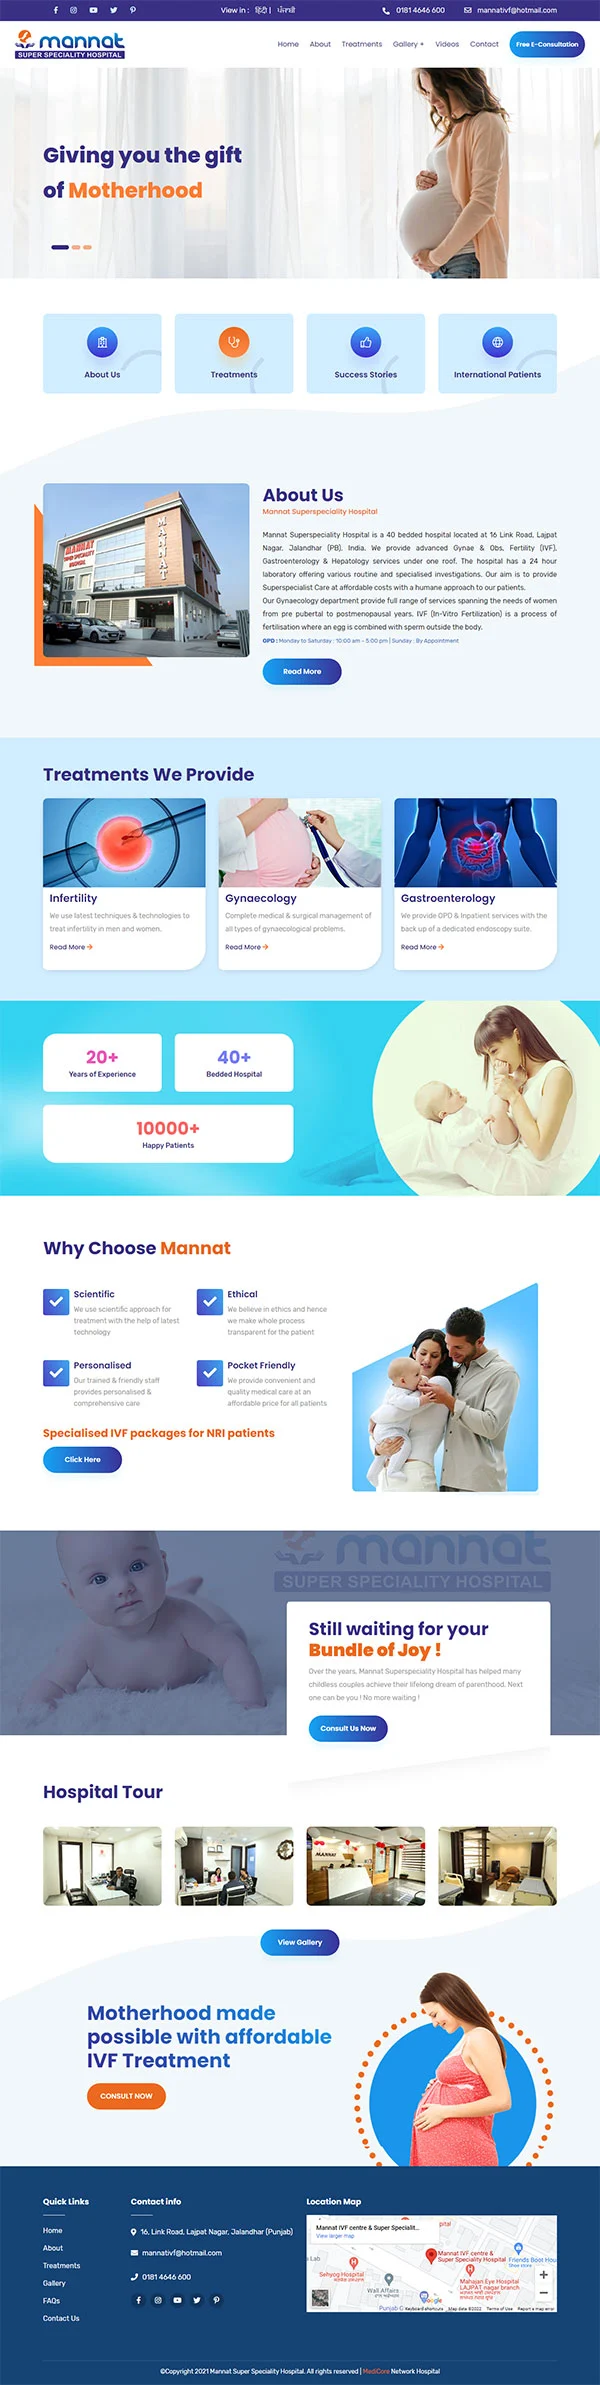 View in : हिंदी | ਪੰਜਾਬੀ
0181 4646 600
mannativf@hotmail.com
mannat
SUPER SPECIALITY HOSPITAL
Home About Treatments Gallery + Videos Contact
Free E-Consultation
Giving you the gift
of Motherhood
About Us
Treatments
Success Stories
International Patients
MANNAT
SUPER SPECIALITY
HOSPITAL
MANNAT
About Us
Mannat Superspeciality Hospital
Mannat Superspeciality Hospital is a 40 bedded hospital located at 16 Link Road, Lajpat
Nagar, Jalandhar (PB), India. We provide advanced Gynae & Obs, Fertility (IVF),
Gastroenterology & Hepatology services under one roof. The hospital has a 24 hour
laboratory offering various routine and specialised investigations. Our aim is to provide
Superspecialist Care at affordable costs with a humane approach to our patients.
Our Gynaecology department provide full range of services spanning the needs of women
from pre pubertal to postmenopausal years. IVF (In-Vitro Fertilization) is a process of
fertilisation where an egg is combined with sperm outside the body.
OPD : Monday to Saturday : 10:00 am - 5:00 pm | Sunday : By Appointment
Read More
Treatments We Provide
Infertility
We use latest techniques & technologies to
treat infertility in men and women.
Read More
Gynaecology
Complete medical & surgical management of
all types of gynaecological problems.
Read More
Gastroenterology
We provide OPD & Inpatient services with the
back up of a dedicated endoscopy suite.
Read More
20+
Years of Experience
40+
Bedded Hospital
10000+
Happy Patients
Why Choose Mannat
Scientific
We use scientific approach for
treatment with the help of latest
technology
Ethical
We believe in ethics and hence
we make whole process
transparent for the patient
Personalised
Our trained & friendly staff
provides personalised &
comprehensive care
Pocket Friendly
We provide convenient and
quality medical care at an
affordable price for all patients
Specialised IVF packages for NRI patients
Click Here
mannat
SUPER SPECIALITY HOSPITAL
Still waiting for your
Bundle of Joy !
Over the years, Mannat Superspeciality Hospital has helped many
childless couples achieve their lifelong dream of parenthood. Next
one can be you ! No more waiting !
Consult Us Now
Hospital Tour
MANNAT
View Gallery
Motherhood made
possible with affordable
IVF Treatment
CONSULT NOW
Quick Links
Home
About
Treatments
Gallery
FAQs
Contact Us
Contact info
16, Link Road, Lajpat Nagar, Jalandhar (Punjab)
mannativf@hotmail.com
0181 4646 600
Location Map
Mannat IVF centre & Super Specialit...
View larger map
Lab
Sehyog Hospital
Mannat IVF centre &
Super Speciality Hospital
Friends Boot Hou
Shoe store
Mahajan Eye Hospital
LAJPAT nagar branch
Wall Affairs
Google
Keyboard shortcuts Map data ©2022 Terms of Use Report a map error
©Copyright 2021 Mannat Super Speciality Hospital. All rights reserved | MediCore Network Hospital